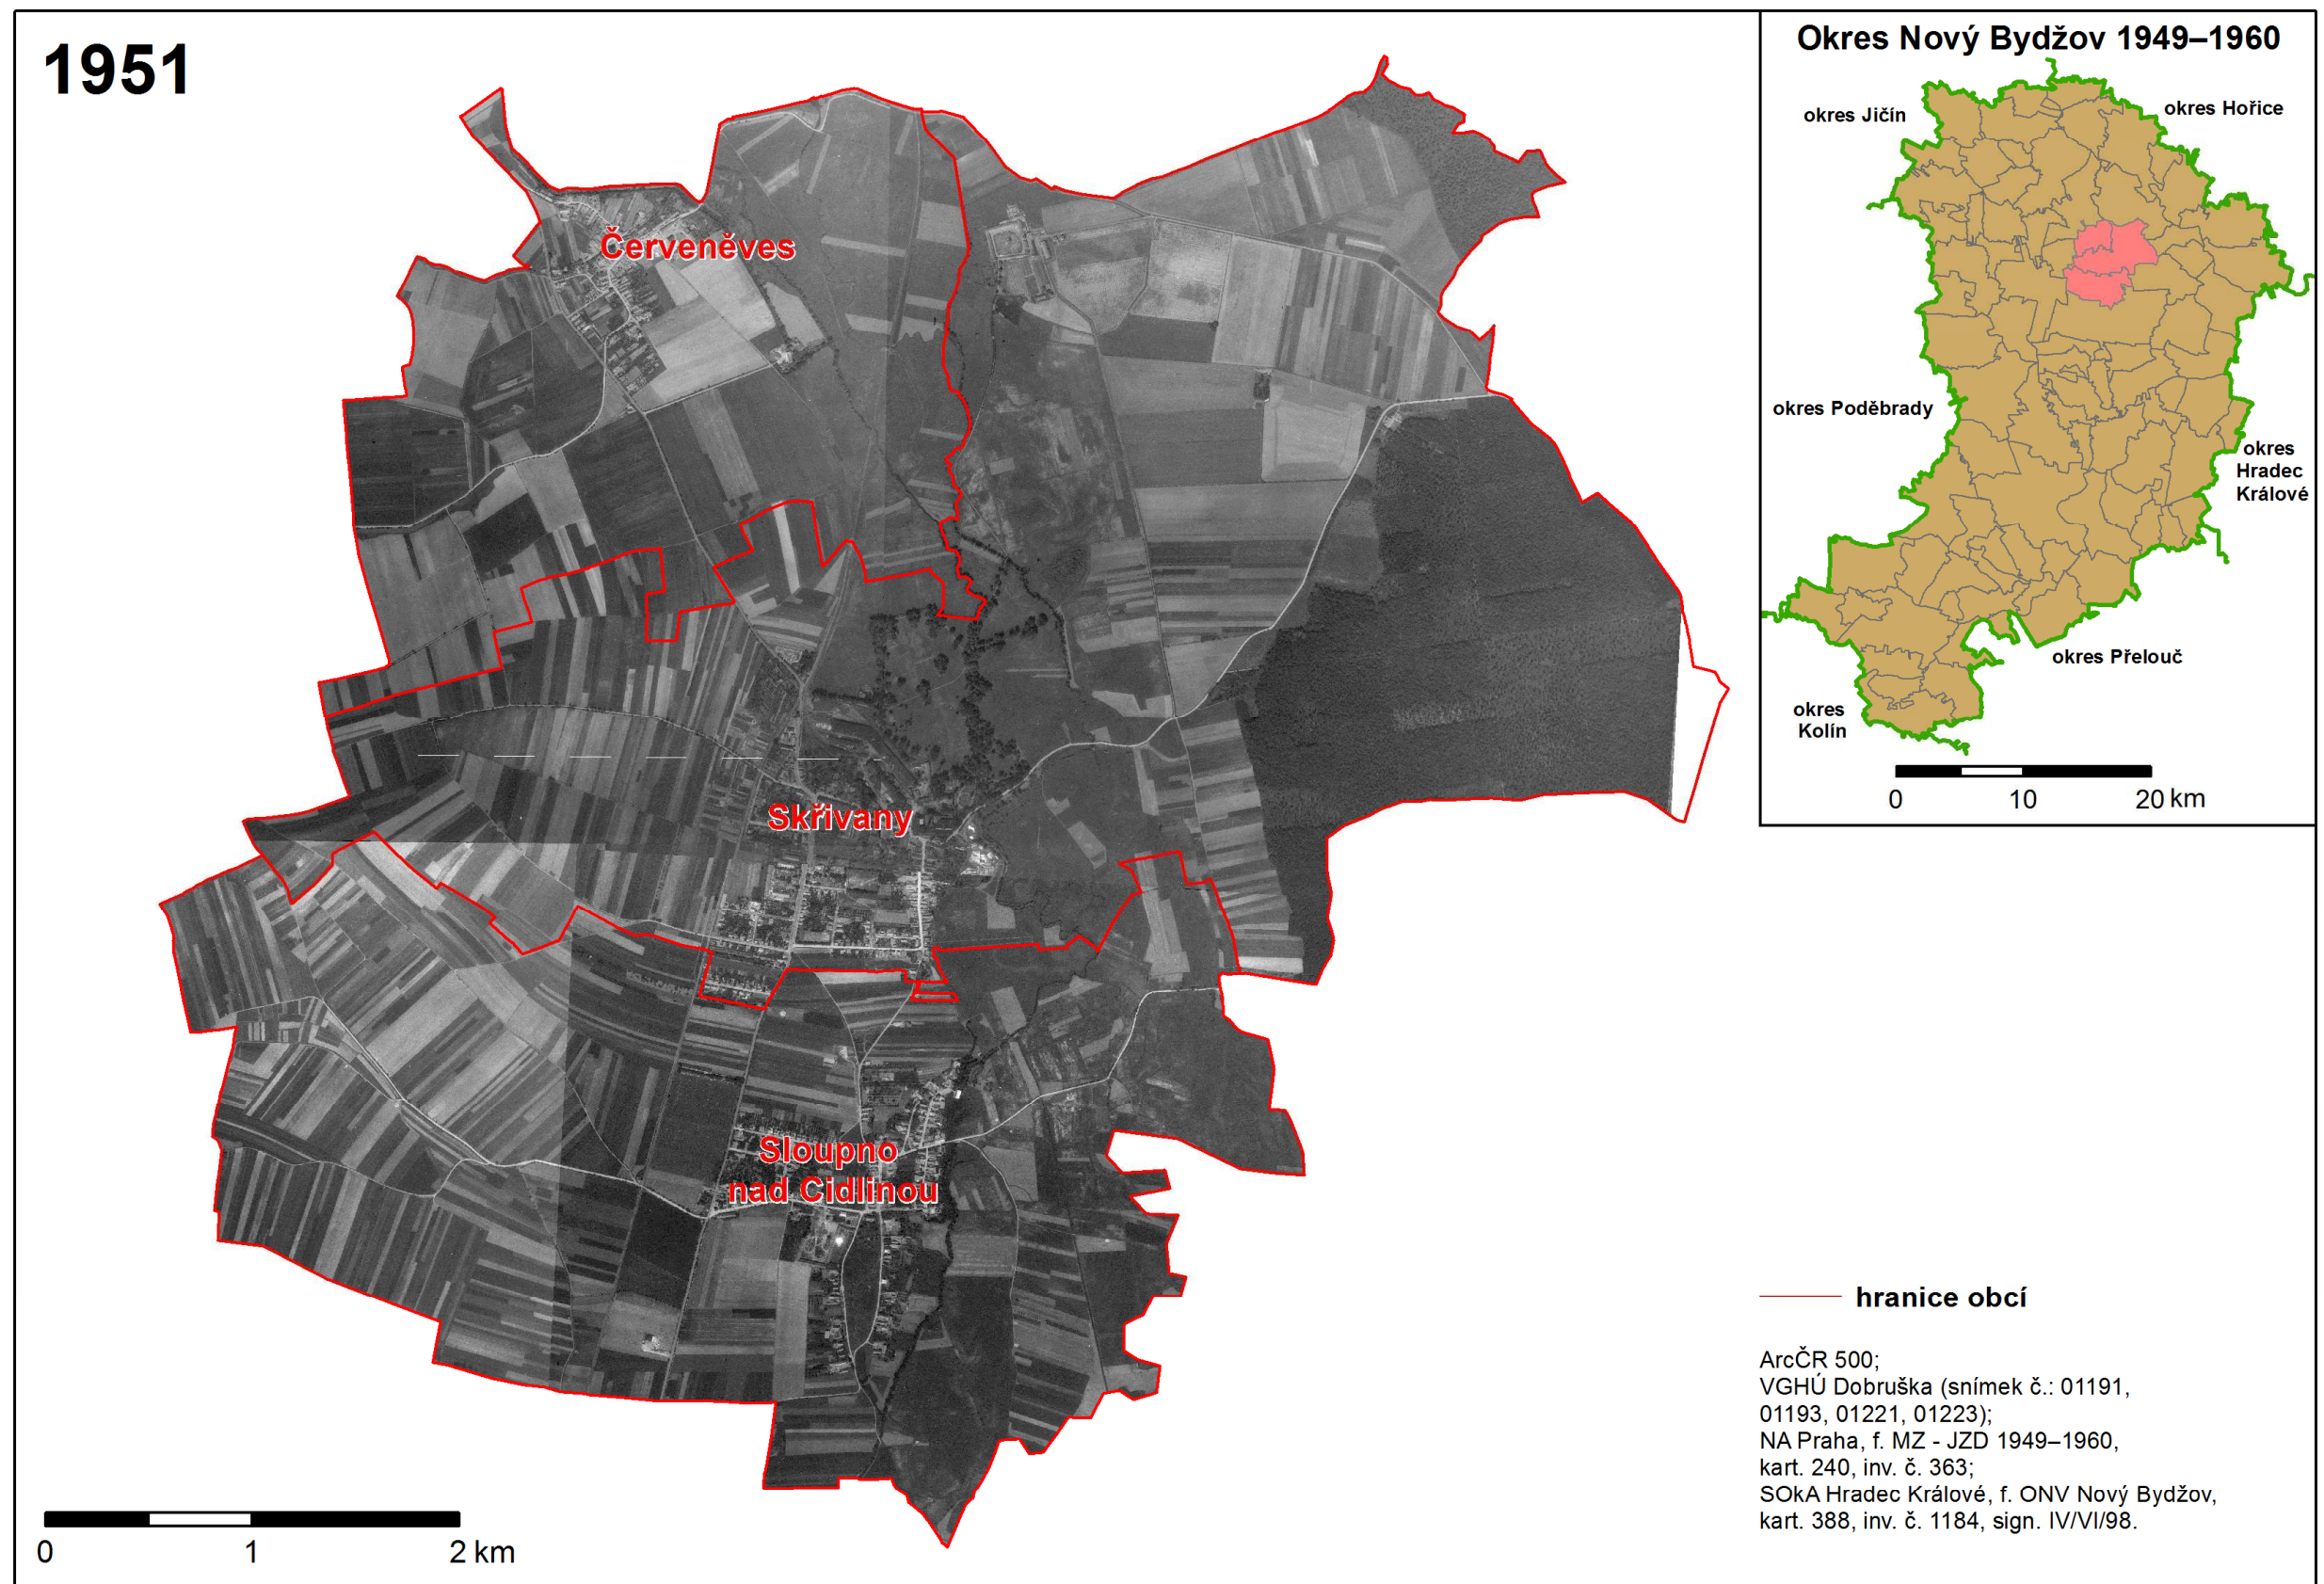 1951
Okres Nový Bydžov 1949–1960
okres Jičín
okres Hořice
okres Poděbrady
okres
Hradec
Králové
okres Přelouč
okres
Kolín
0 10 20 km
Červeněves
Skřivany
Sloupno
nad Cidlinou
hranice obcí
ArcČR 500;
VGHÚ Dobruška (snímek č.: 01191,
01193, 01221, 01223);
NA Praha, f. MZ - JZD 1949–1960,
kart. 240, inv. č. 363;
SOkA Hradec Králové, f. ONV Nový Bydžov,
kart. 388, inv. č. 1184, sign. IV/VI/98.
0 1 2 km